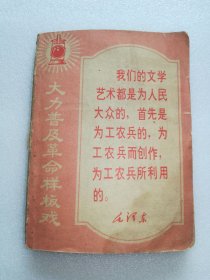 大力普及革命样板戏
我们的文学
艺术都是为人民
大众的，首先是
为工农兵的，为
工农兵而创作，
为工农兵所利用
的。
毛泽东